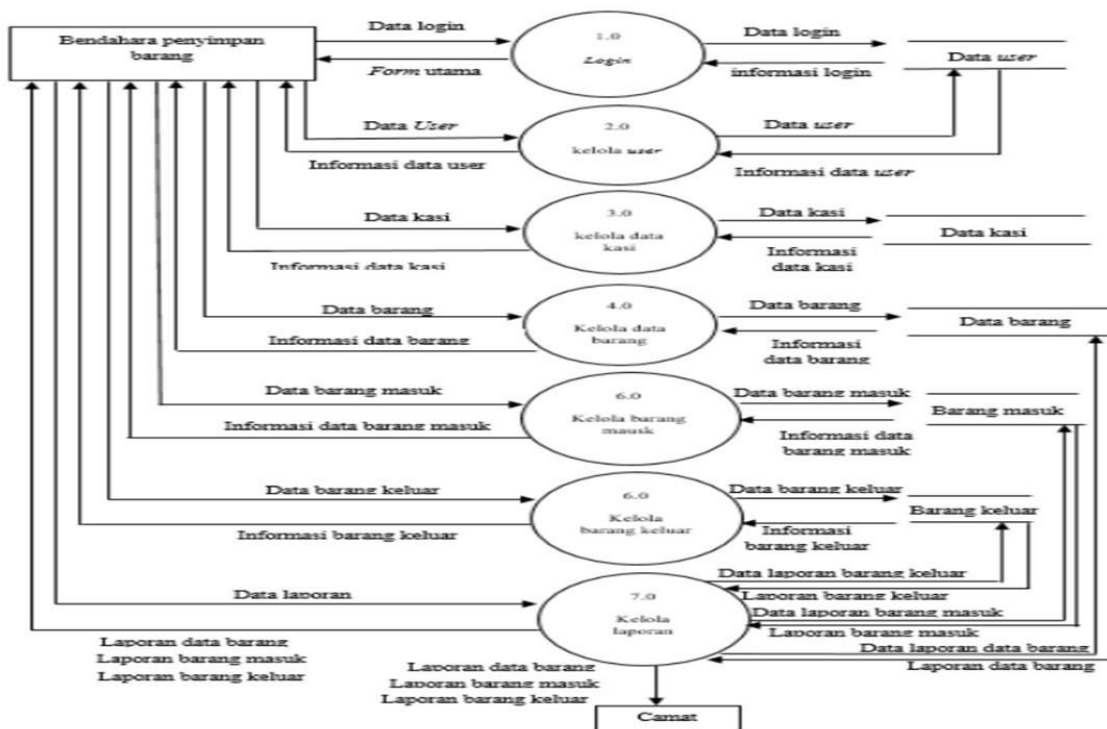 Bendahara penyimpan
barang
Data login
Form utama
1.0
Login
Data login
informasi login
Data user
Data User
Informasi data user
2.0
kelola user
Data user
Informasi data user
Data kasi
Informasi data kasi
3.0
kelola data
kasi
Data kasi
Informasi
data kasi
Data kasi
Data barang
Informasi data barang
4.0
Kelola data
barang
Data barang
Informasi
data barang
Data barang
Data barang masuk
Informasi data barang masuk
6.0
Kelola barang
mausk
Data barang masuk
Informasi data
barang masuk
Barang masuk
Data barang keluar
Informasi barang keluar
6.0
Kelola
barang keluar
Data barang keluar
Informasi
barang keluar
Barang keluar
Data laporan
Laporan data barang
Laporan barang masuk
Laporan barang keluar
7.0
Kelola
laporan
Data laporan barang keluar
Laporan barang keluar
Data laporan barang masuk
Laporan barang masuk
Data laporan data barang
Laporan data barang
Laporan data barang
Laporan barang masuk
Laporan barang keluar
Camat